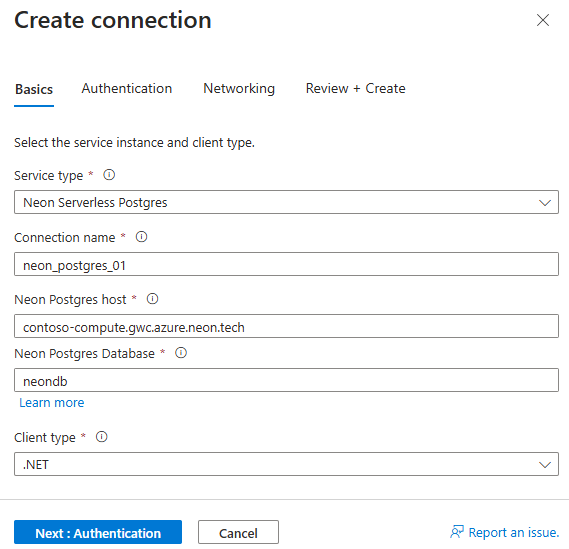 Create connection
Basics Authentication Networking Review + Create
Select the service instance and client type.
Service type *
Neon Serverless Postgres
Connection name *
neon_postgres_01
Neon Postgres host *
contoso-compute.gwc.azure.neon.tech
Neon Postgres Database *
neondb
Learn more
Client type *
.NET
Next : Authentication Cancel Report an issue.